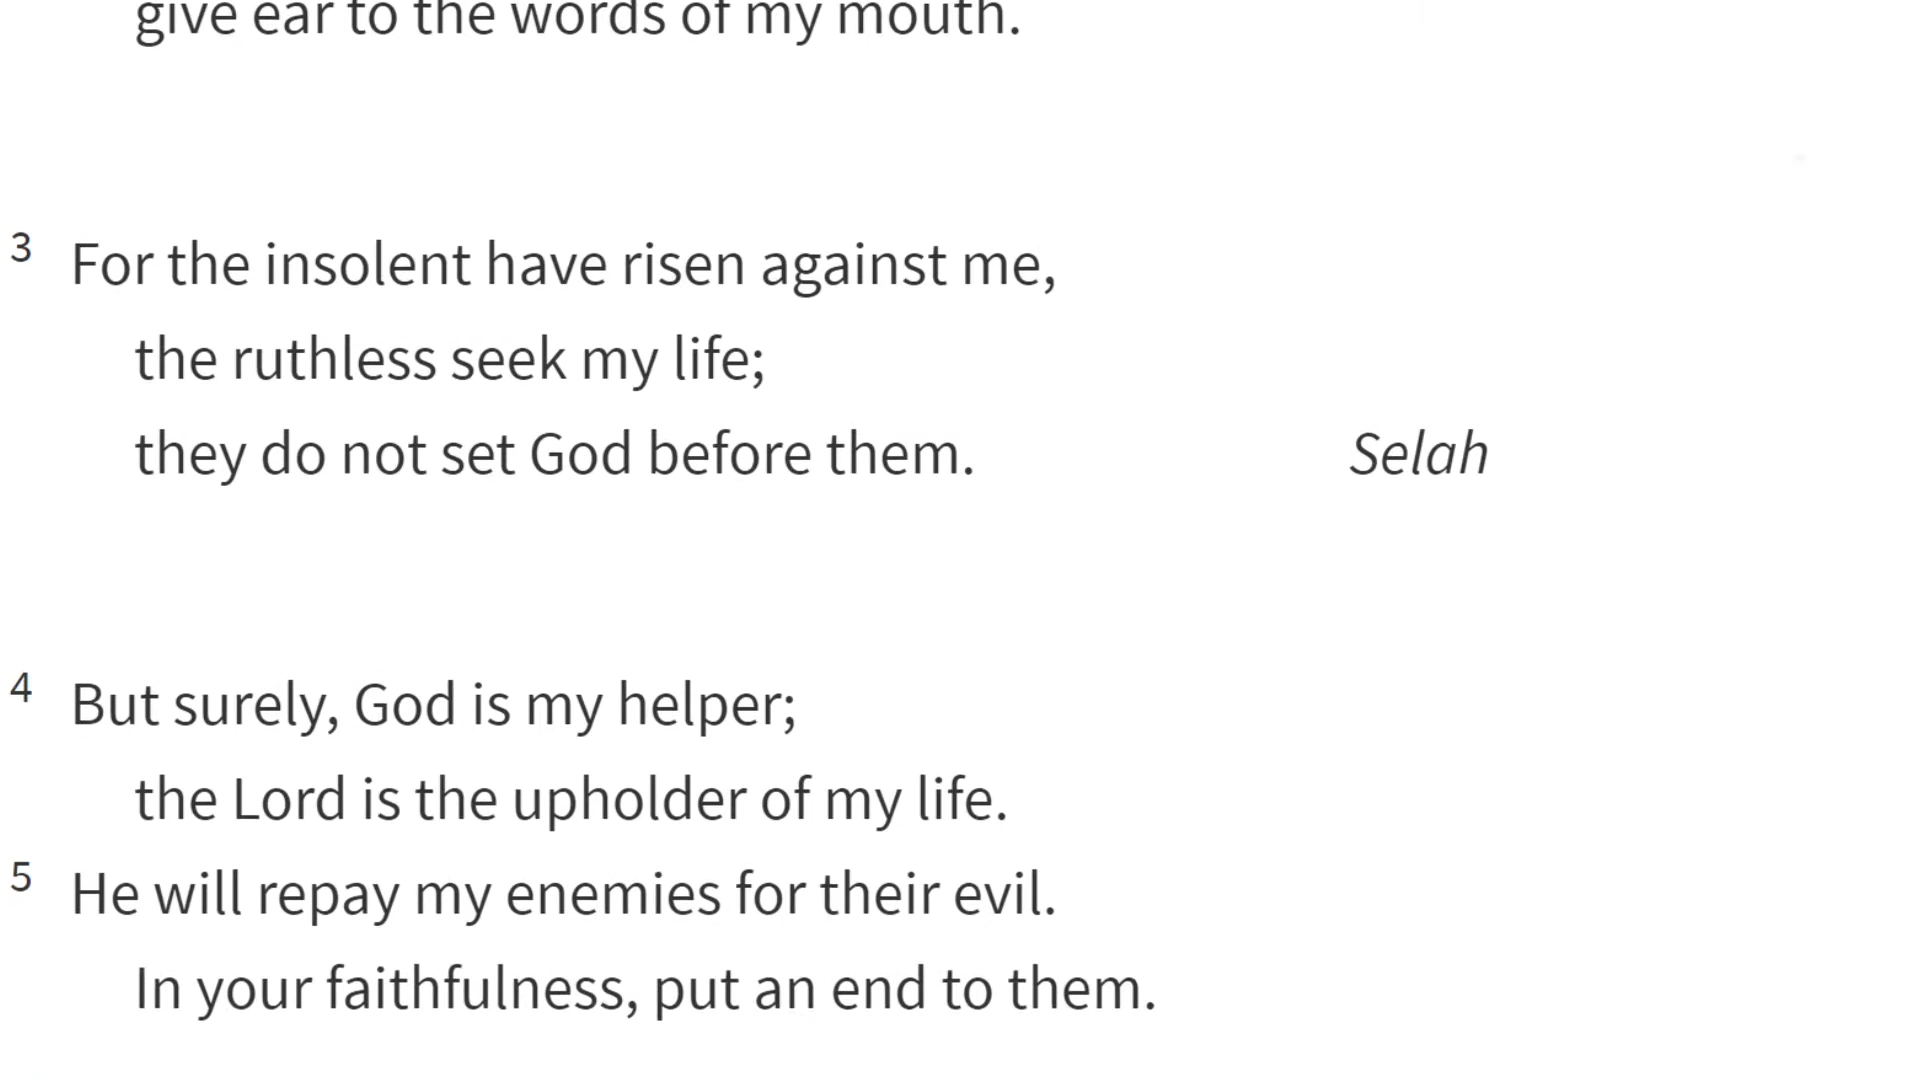 give ear to the words of my mouth.
3 For the insolent have risen against me,
the ruthless seek my life;
they do not set God before them. Selah
4 But surely, God is my helper;
the Lord is the upholder of my life.
5 He will repay my enemies for their evil.
In your faithfulness, put an end to them.